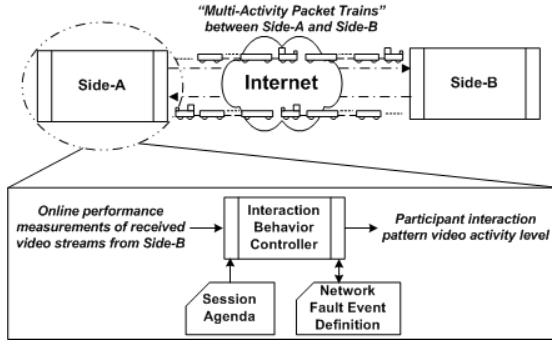 “Multi-Activity Packet Trains”
between Side-A and Side-B
Side-A
Internet
Side-B
Online performance
measurements of received
video streams from Side-B
Interaction
Behavior
Controller
Participant interaction
pattern video activity level
Session
Agenda
Network
Fault Event
Definition